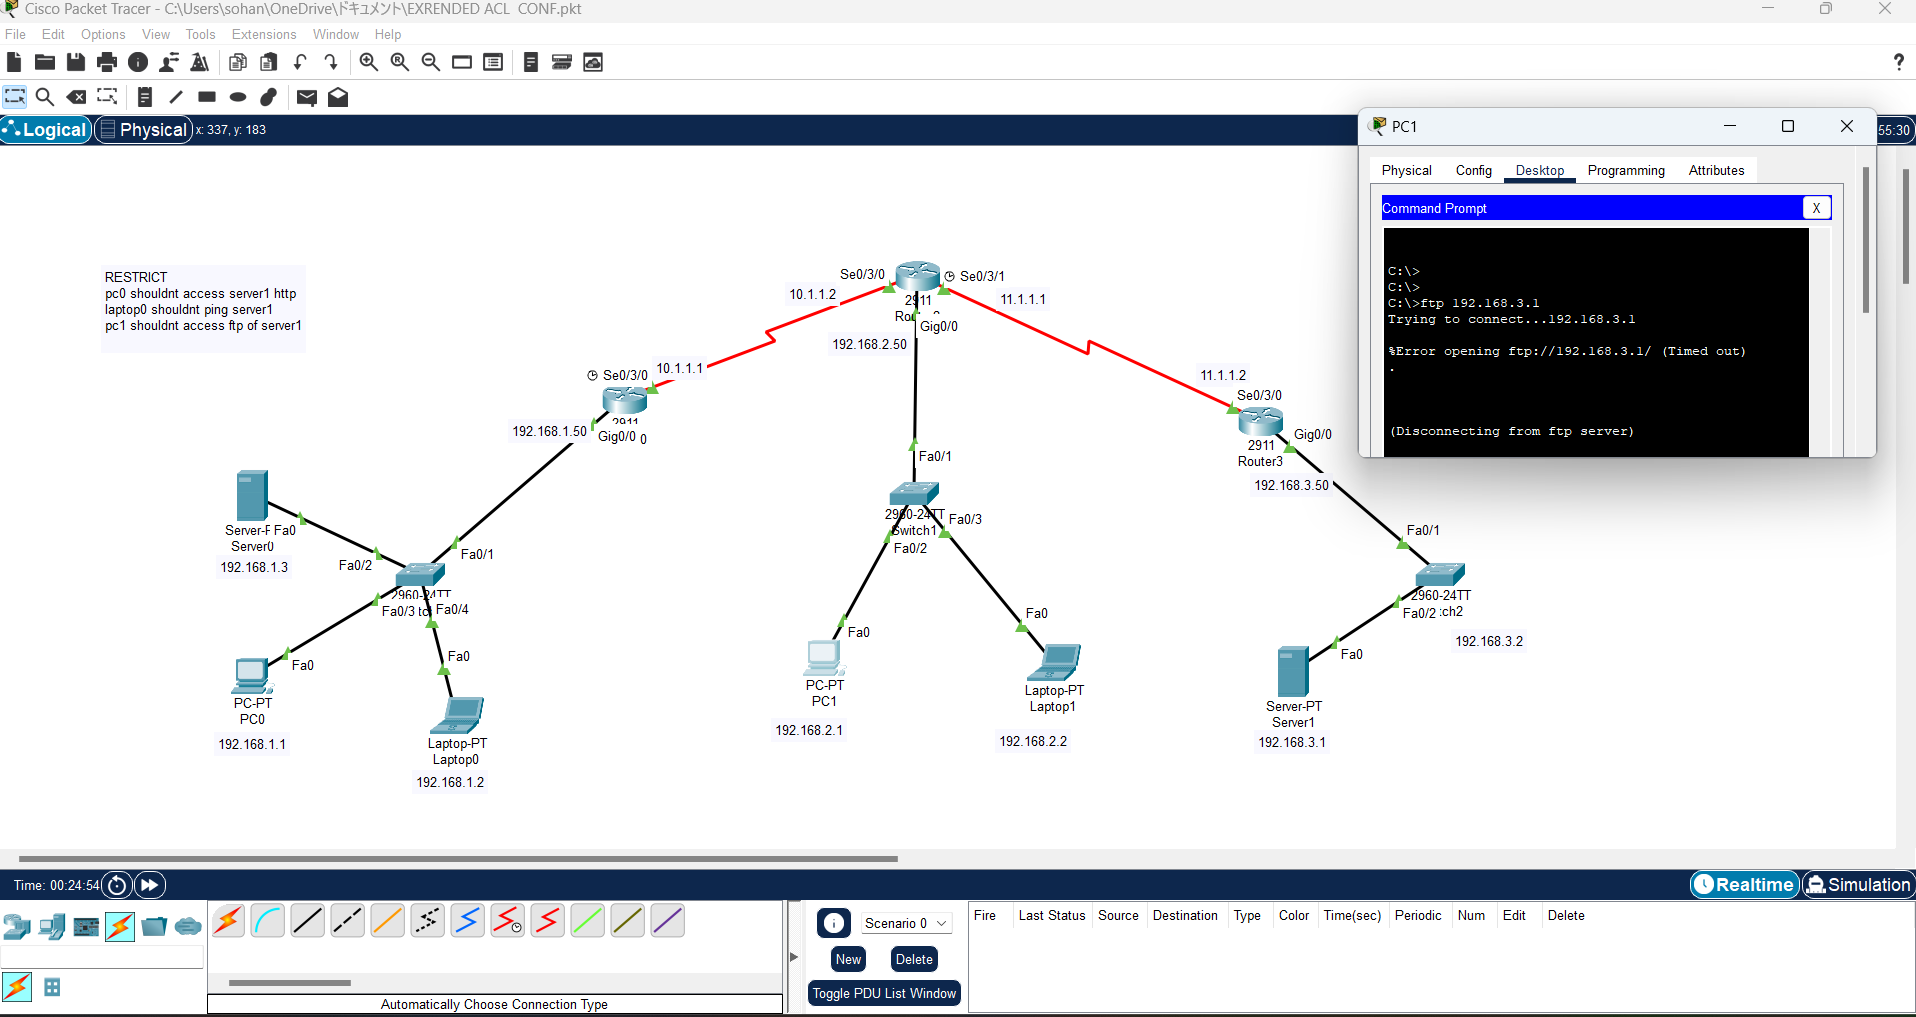 Cisco Packet Tracer - C:\Users\sohan\OneDrive\ドキュメント\EXRENDED ACL CONF.pkt
File Edit Options View Tools Extensions Window Help
?
Logical Physical x: 337, y: 183
55:30
PC1
Physical Config Desktop Programming Attributes
Command Prompt X
C:\>
C:\>
C:\>ftp 192.168.3.1
Trying to connect...192.168.3.1
%Error opening ftp://192.168.3.1/ (Timed out)
.
(Disconnecting from ftp server)
RESTRICT
pc0 shouldnt access server1 http
laptop0 shouldnt ping server1
pc1 shouldnt access ftp of server1
Se0/3/0 Se0/3/1
10.1.1.2 2911 11.1.1.1
Gig0/0
192.168.2.50
Se0/3/0 10.1.1.1
2911
192.168.1.50 Gig0/0 0
11.1.1.2
Se0/3/0
2911 Gig0/0
Router3
192.168.3.50
Fa0/1
2960-24TT
Switch1 Fa0/3
Fa0/2
Fa0
Server0
192.168.1.3
Fa0/2 Fa0/1
2960-24TT
Fa0/3 Fa0/4
Fa0
PC-PT
PC0
192.168.1.1
Fa0
Laptop-PT
Laptop0
192.168.1.2
Fa0
PC-PT
PC1
192.168.2.1
Fa0
Laptop-PT
Laptop1
192.168.2.2
Fa0/1
2960-24TT
Fa0/2
192.168.3.2
Fa0
Server-PT
Server1
192.168.3.1
Time: 00:24:54
Realtime Simulation
Scenario 0
New Delete
Toggle PDU List Window
Fire Last Status Source Destination Type Color Time(sec) Periodic Num Edit Delete
Automatically Choose Connection Type